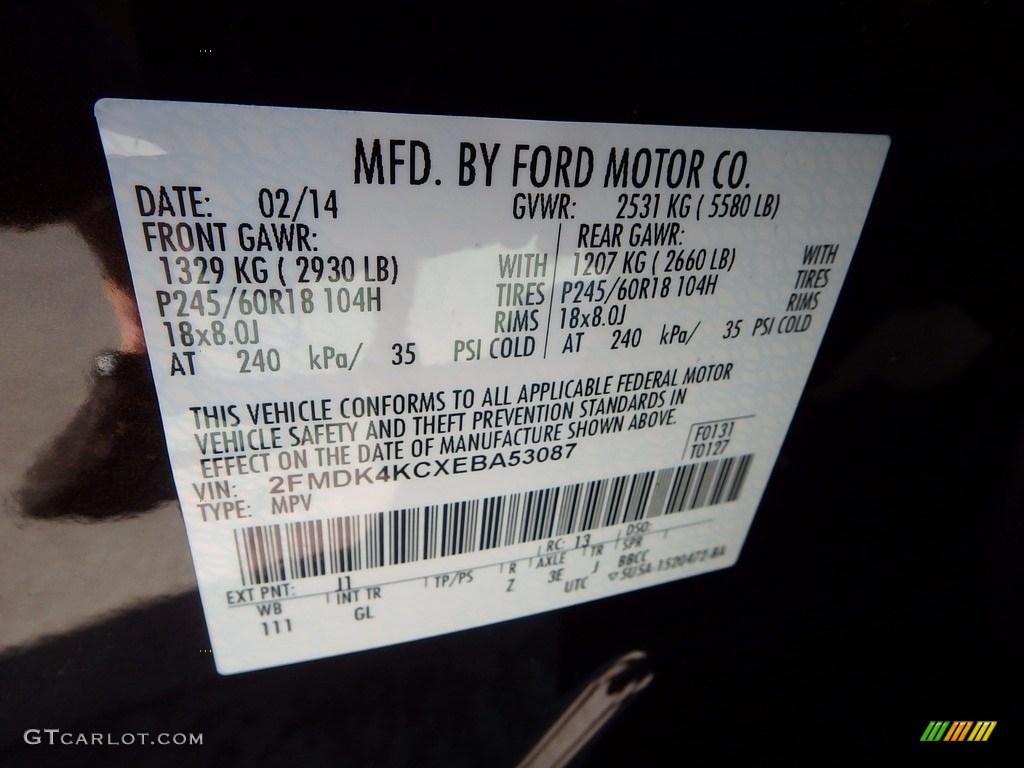 MFD. BY FORD MOTOR CO.
DATE: 02/14 GVWR: 2531 KG ( 5580 LB)
FRONT GAWR: REAR GAWR:
1329 KG ( 2930 LB) WITH 1207 KG ( 2660 LB) WITH
P245/60R18 104H TIRES P245/60R18 104H TIRES
18x8.0J RIMS 18x8.0J RIMS
AT 240 kPa/ 35 PSI COLD AT 240 kPa/ 35 PSI COLD
THIS VEHICLE CONFORMS TO ALL APPLICABLE FEDERAL MOTOR
VEHICLE SAFETY AND THEFT PREVENTION STANDARDS IN
EFFECT ON THE DATE OF MANUFACTURE SHOWN ABOVE.
F0131
T0127
VIN: 2FMDK4KCXEBA53087
TYPE: MPV
EXT PNT: J1 RC: 13 DSO:
WB INT TR TP/PS R AXLE TR SPR
111 GL Z 3E J BBCC
UTC
GTCARLOT.COM